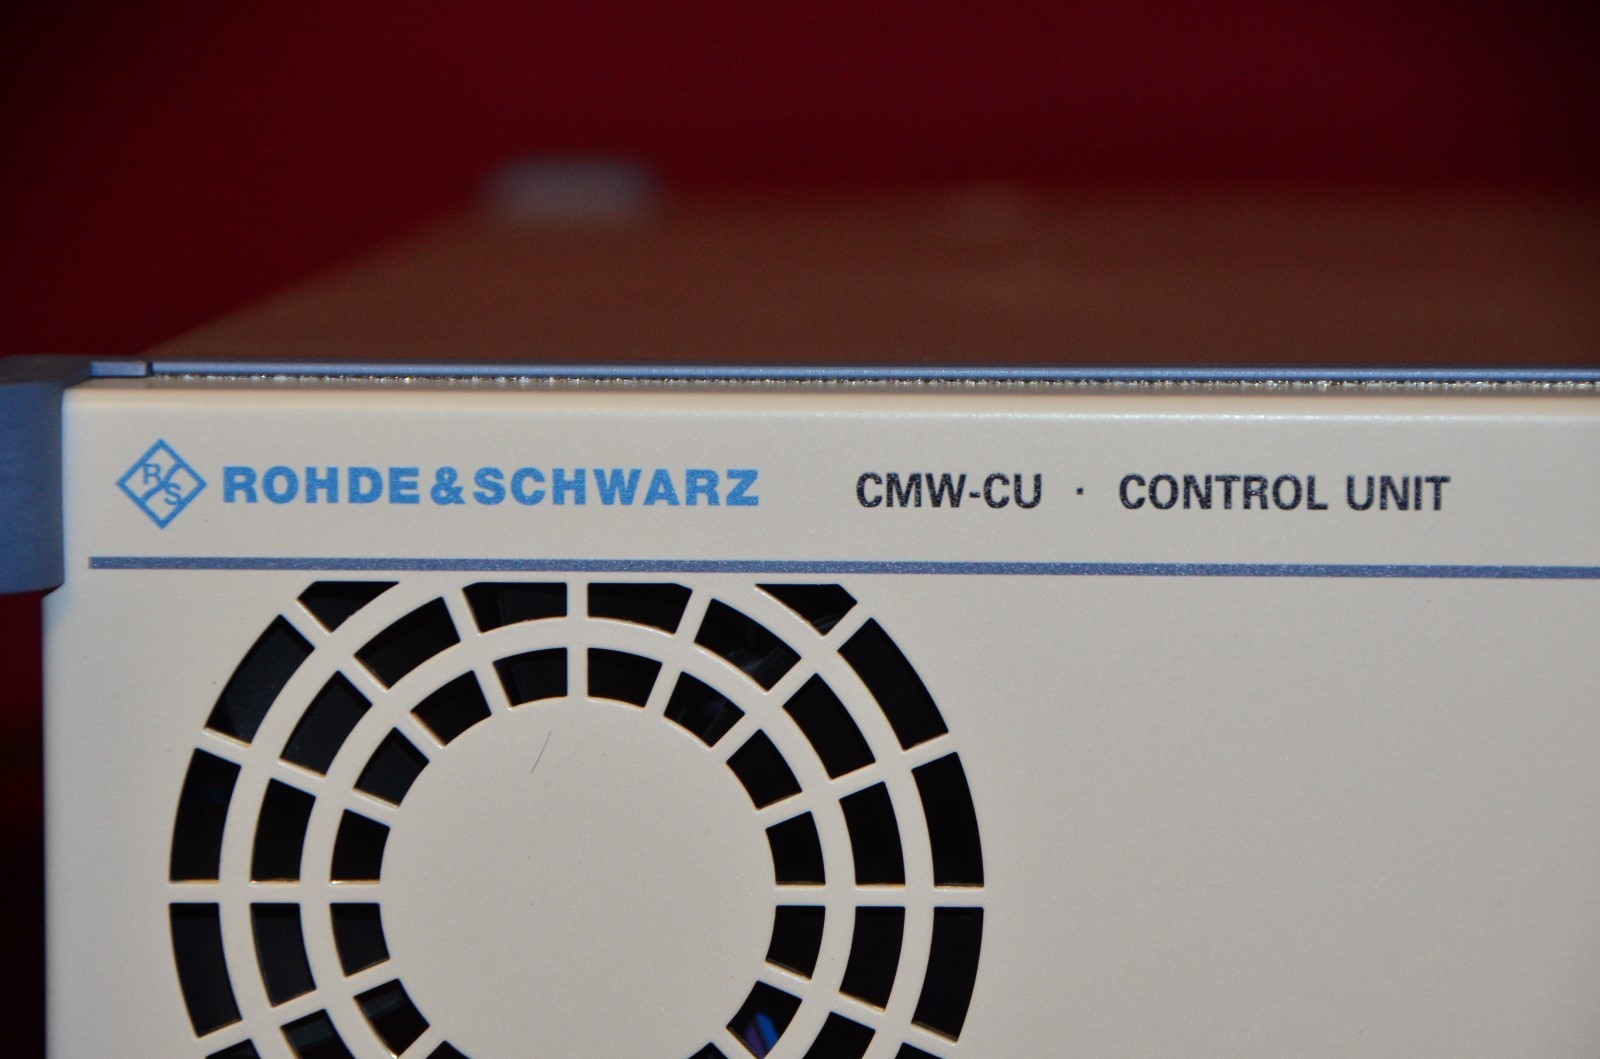 R S ROHDE&SCHWARZ CMW-CU · CONTROL UNIT